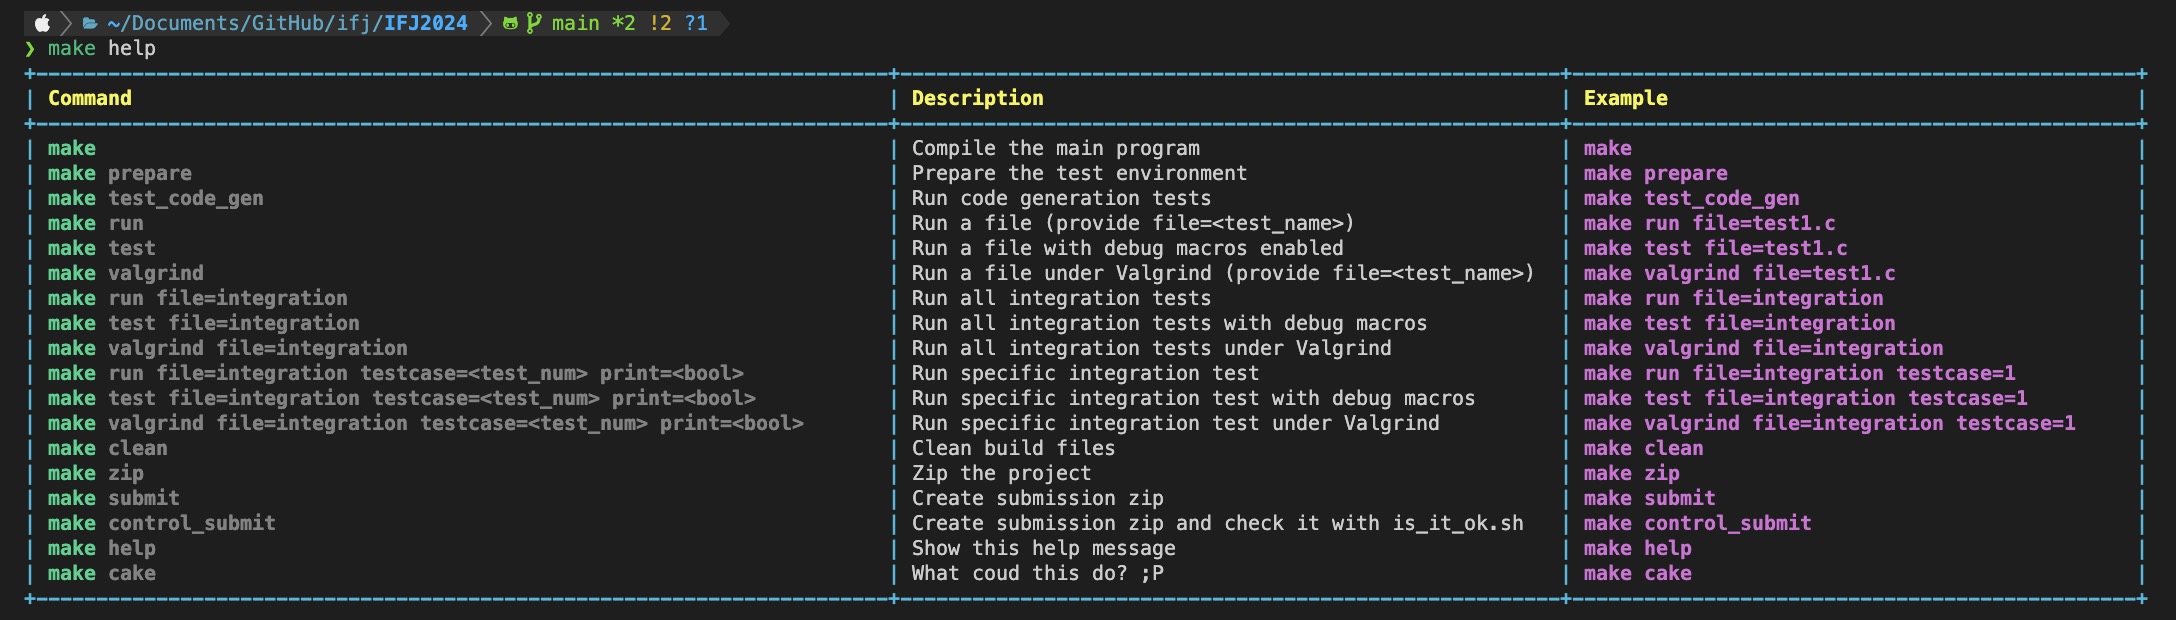 ~/Documents/GitHub/ifj/IFJ2024 main *2 !2 ?1
❯ make help
| Command | Description | Example |
| make | Compile the main program | make |
| make prepare | Prepare the test environment | make prepare |
| make test_code_gen | Run code generation tests | make test_code_gen |
| make run | Run a file (provide file=<test_name>) | make run file=test1.c |
| make test | Run a file with debug macros enabled | make test file=test1.c |
| make valgrind | Run a file under Valgrind (provide file=<test_name>) | make valgrind file=test1.c |
| make run file=integration | Run all integration tests | make run file=integration |
| make test file=integration | Run all integration tests with debug macros | make test file=integration |
| make valgrind file=integration | Run all integration tests under Valgrind | make valgrind file=integration |
| make run file=integration testcase=<test_num> print=<bool> | Run specific integration test | make run file=integration testcase=1 |
| make test file=integration testcase=<test_num> print=<bool> | Run specific integration test with debug macros | make test file=integration testcase=1 |
| make valgrind file=integration testcase=<test_num> print=<bool> | Run specific integration test under Valgrind | make valgrind file=integration testcase=1 |
| make clean | Clean build files | make clean |
| make zip | Zip the project | make zip |
| make submit | Create submission zip | make submit |
| make control_submit | Create submission zip and check it with is_it_ok.sh | make control_submit |
| make help | Show this help message | make help |
| make cake | What coud this do? ;P | make cake |